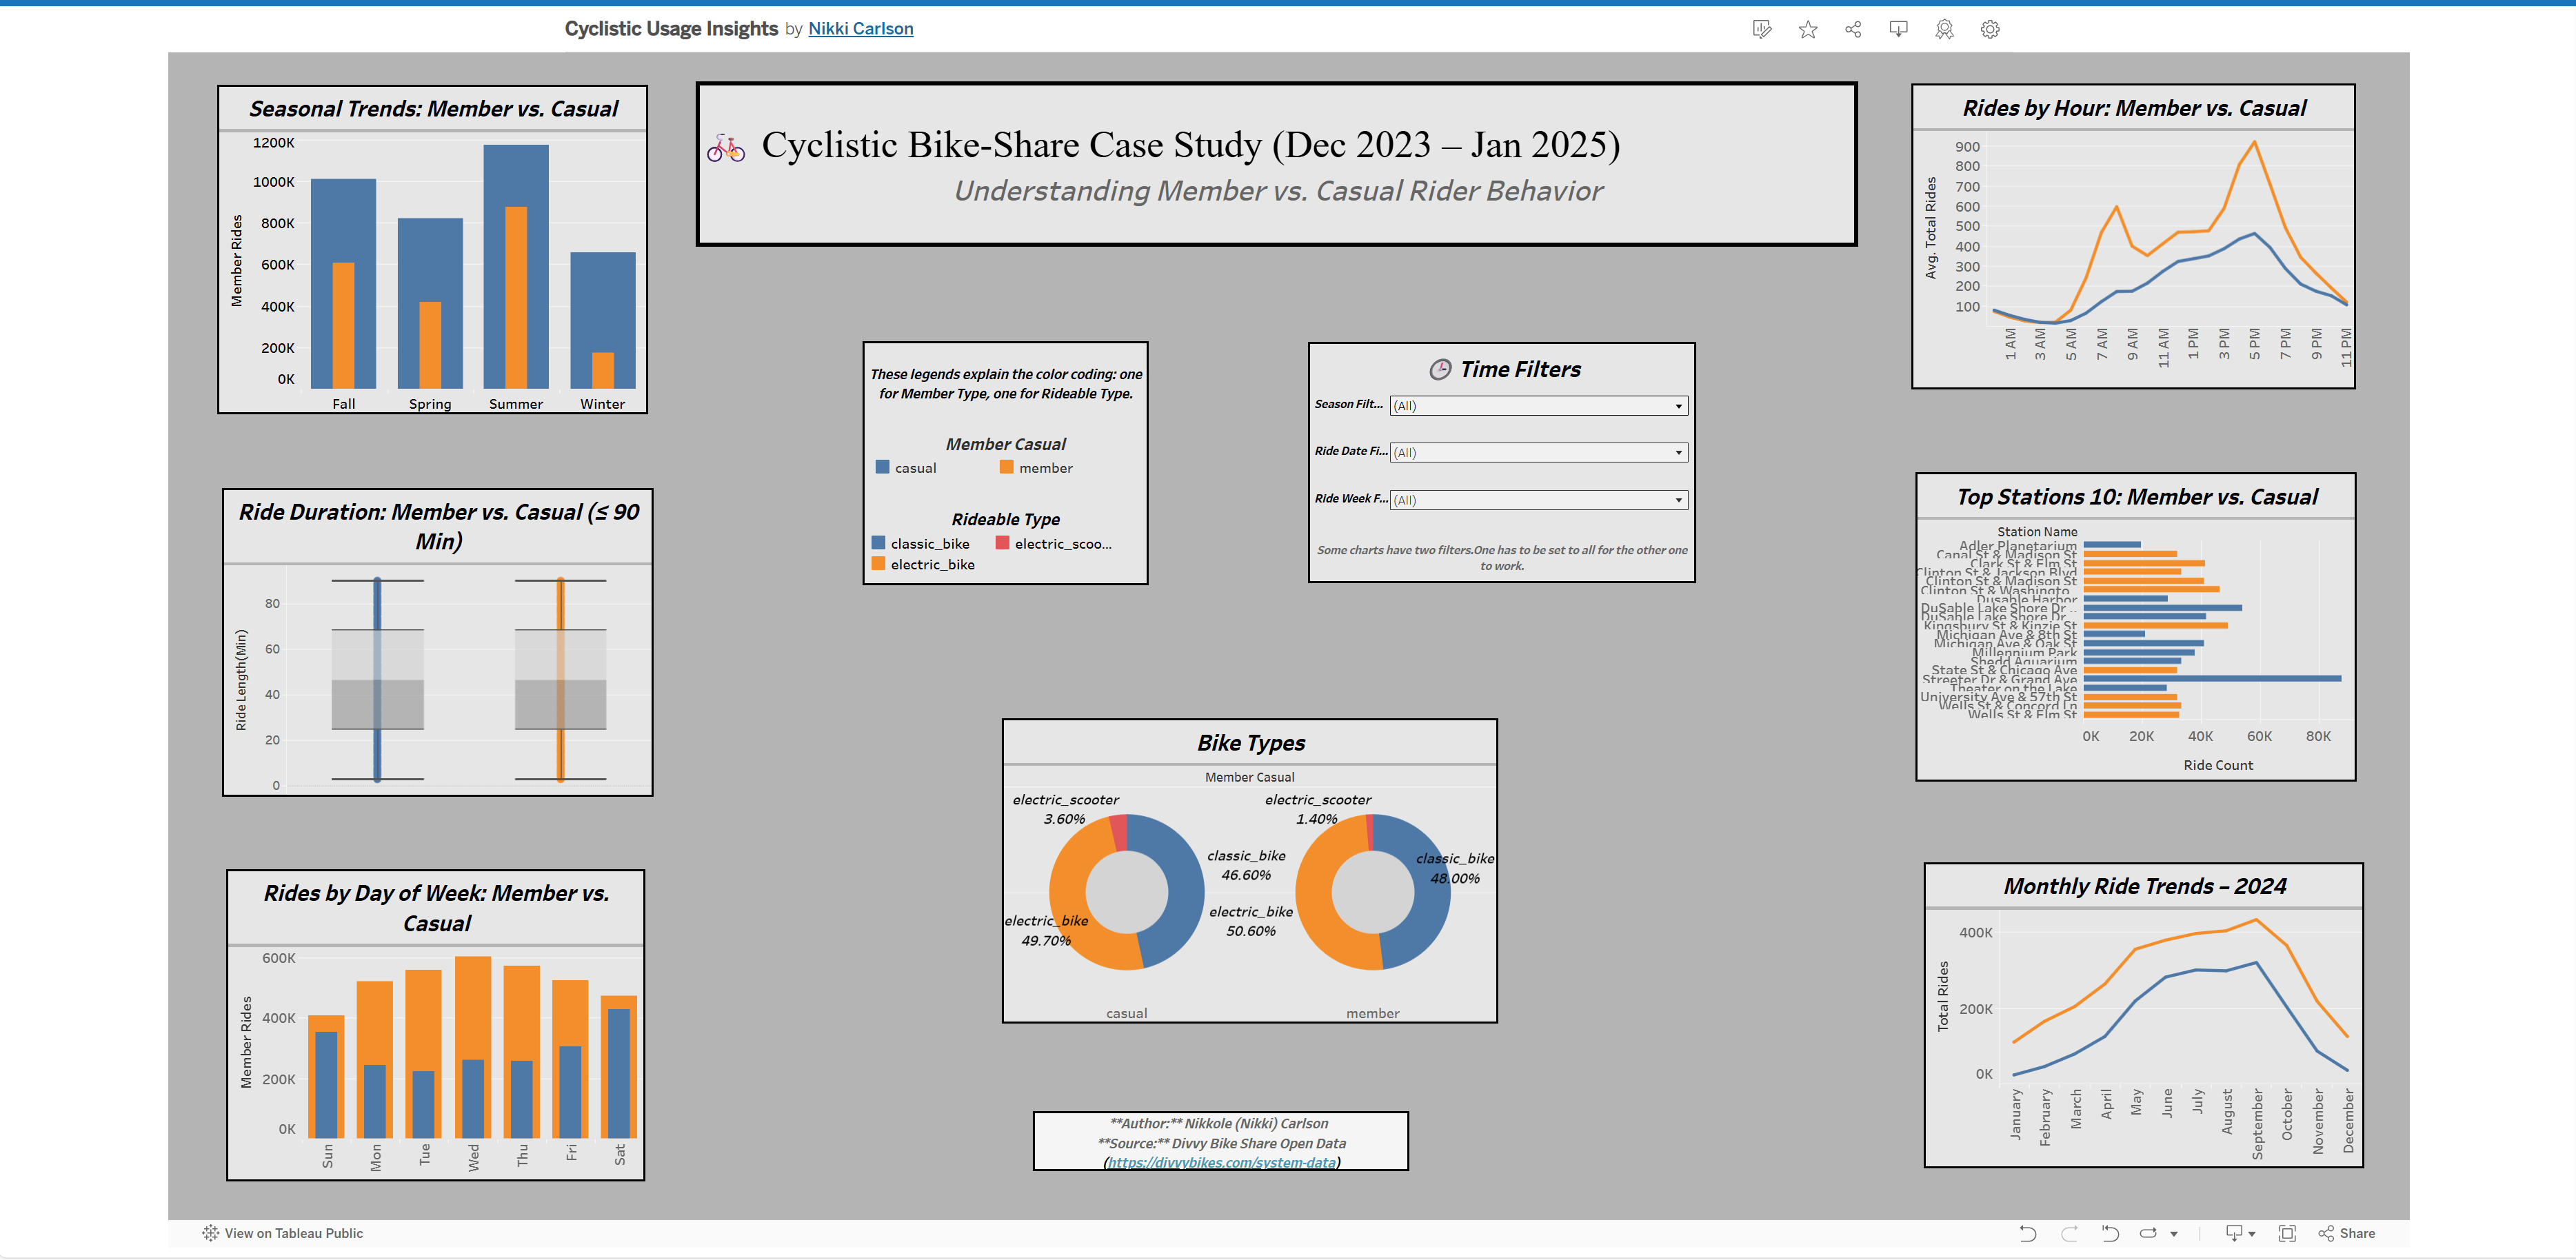 Cyclistic Usage Insights by Nikki Carlson
Seasonal Trends: Member vs. Casual
Member Rides
1200K
1000K
800K
600K
400K
200K
0K
Fall
Spring
Summer
Winter
Cyclistic Bike-Share Case Study (Dec 2023 – Jan 2025)
Understanding Member vs. Casual Rider Behavior
Rides by Hour: Member vs. Casual
Avg. Total Rides
900
800
700
600
500
400
300
200
100
1 AM
3 AM
5 AM
7 AM
9 AM
11 AM
1 PM
3 PM
5 PM
7 PM
9 PM
11 PM
These legends explain the color coding: one
for Member Type, one for Rideable Type.
Member Casual
casual
member
Rideable Type
classic_bike
electric_scoo...
electric_bike
Time Filters
Season Filt...
(All)
Ride Date Fi...
(All)
Ride Week F...
(All)
Some charts have two filters.One has to be set to all for the other one
to work.
Ride Duration: Member vs. Casual (≤ 90
Min)
Ride Length(Min)
80
60
40
20
0
Top Stations 10: Member vs. Casual
Station Name
Adler Planetarium
Canal St & Madison St
Clark St & Elm St
Clinton St & Jackson Blvd
Clinton St & Madison St
Clinton St & Washingto..
Dusable Harbor
DuSable Lake Shore Dr ..
DuSable Lake Shore Dr ..
Kingsbury St & Kinzie St
Michigan Ave & 8th St
Michigan Ave & Oak St
Millennium Park
Shedd Aquarium
State St & Chicago Ave
Streeter Dr & Grand Ave
Theater on the Lake
University Ave & 57th St
Wells St & Concord Ln
Wells St & Elm St
0K
20K
40K
60K
80K
Ride Count
Bike Types
Member Casual
electric_scooter
3.60%
classic_bike
46.60%
electric_bike
49.70%
casual
electric_scooter
1.40%
classic_bike
48.00%
electric_bike
50.60%
member
Rides by Day of Week: Member vs.
Casual
Member Rides
600K
400K
200K
0K
Sun
Mon
Tue
Wed
Thu
Fri
Sat
Monthly Ride Trends – 2024
Total Rides
400K
200K
0K
January
February
March
April
May
June
July
August
September
October
November
December
**Author:** Nikkole (Nikki) Carlson
**Source:** Divvy Bike Share Open Data
(https://divvybikes.com/system-data)
View on Tableau Public
Share